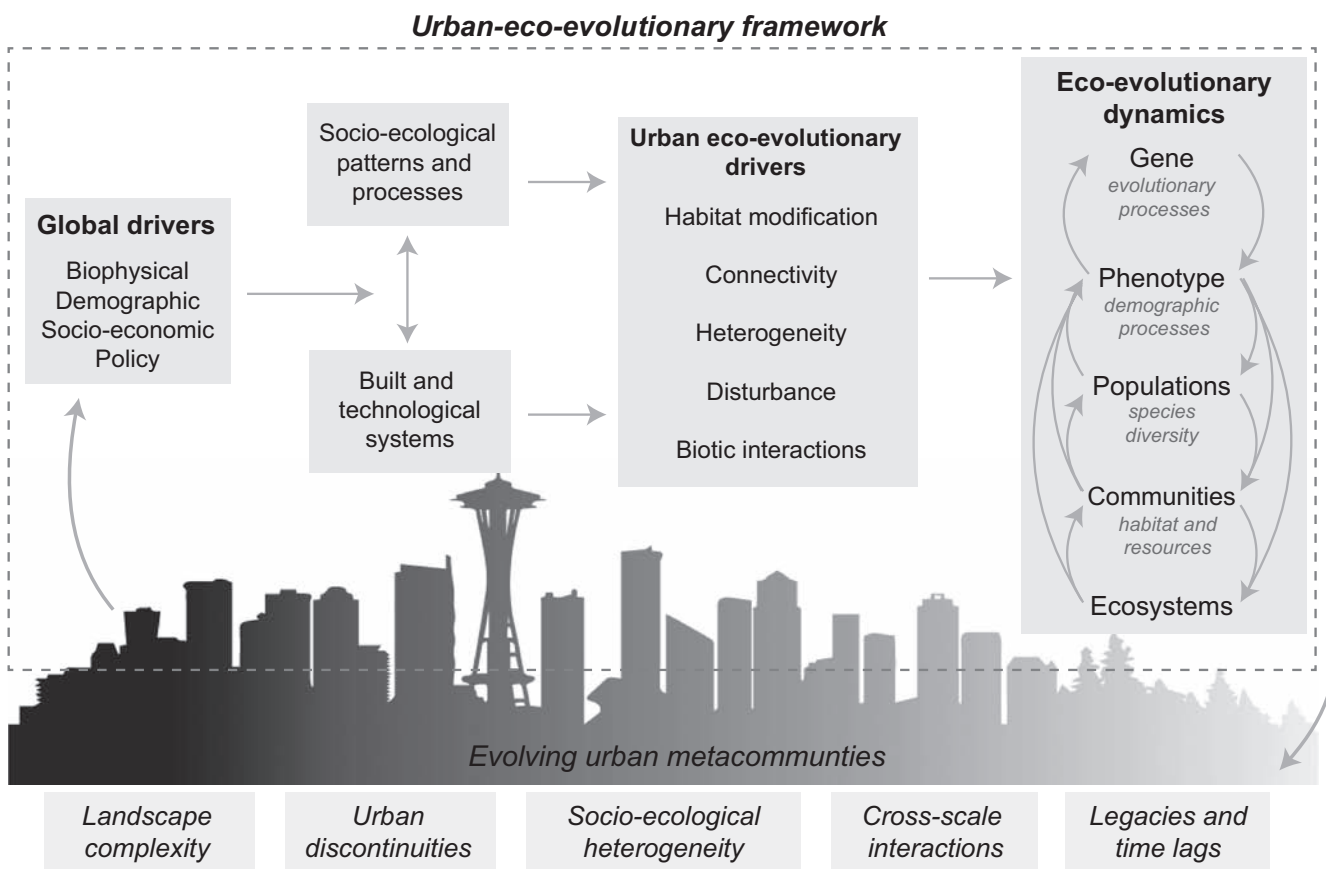 Urban-eco-evolutionary framework
Global drivers
Biophysical
Demographic
Socio-economic
Policy
Socio-ecological
patterns and
processes
Built and
technological
systems
Urban eco-evolutionary
drivers
Habitat modification
Connectivity
Heterogeneity
Disturbance
Biotic interactions
Eco-evolutionary
dynamics
Gene
evolutionary
processes
Phenotype
demographic
processes
Populations
species
diversity
Communities
habitat and
resources
Ecosystems
Evolving urban metacommunties
Landscape
complexity
Urban
discontinuities
Socio-ecological
heterogeneity
Cross-scale
interactions
Legacies and
time lags